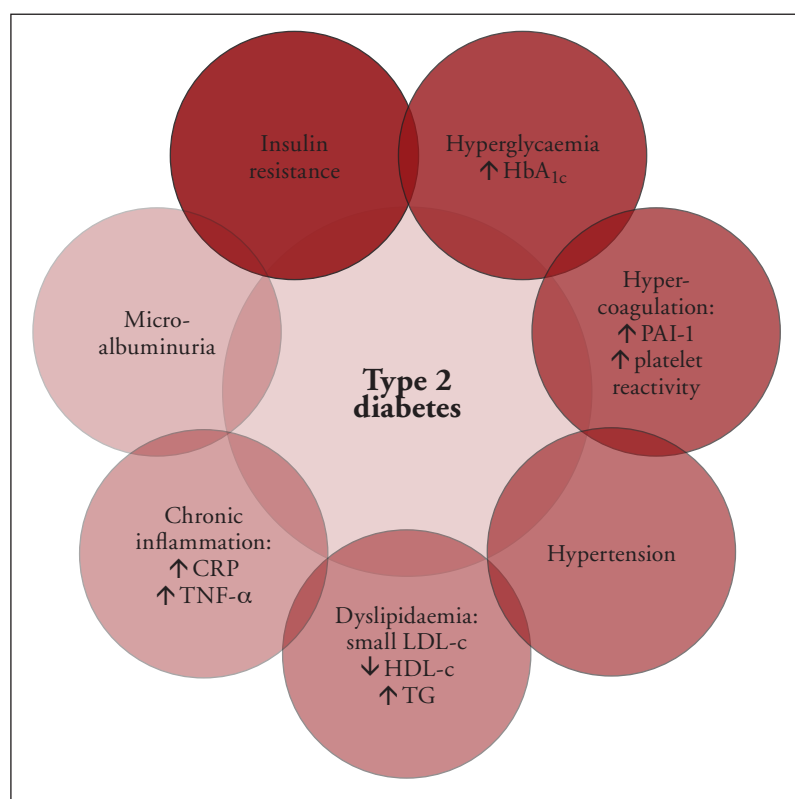 Insulin
resistance
Hyperglycaemia
↑ HbA1c
Hyper-
coagulation:
↑ PAI-1
↑ platelet
reactivity
Hypertension
Dyslipidaemia:
small LDL-c
↓ HDL-c
↑ TG
Chronic
inflammation:
↑ CRP
↑ TNF-α
Micro-
albuminuria
Type 2
diabetes